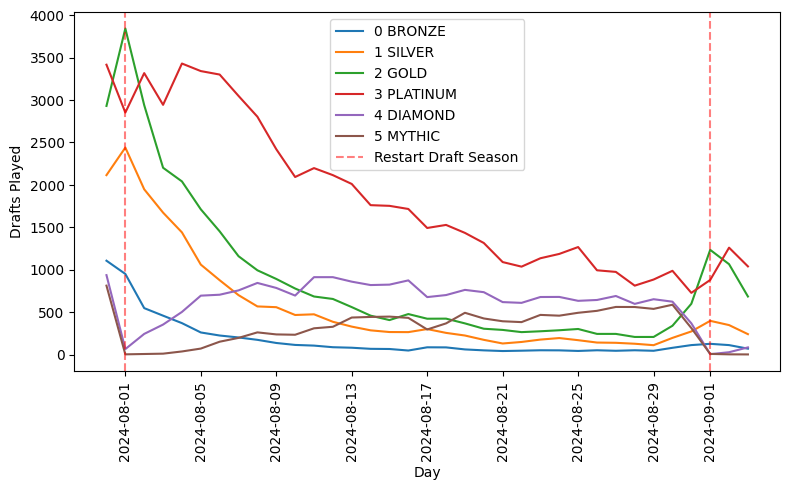 4000
3500
3000
2500
2000
1500
1000
500
0
Drafts Played
0 BRONZE
1 SILVER
2 GOLD
3 PLATINUM
4 DIAMOND
5 MYTHIC
Restart Draft Season
2024-08-01
2024-08-05
2024-08-09
2024-08-13
2024-08-17
2024-08-21
2024-08-25
2024-08-29
2024-09-01
Day